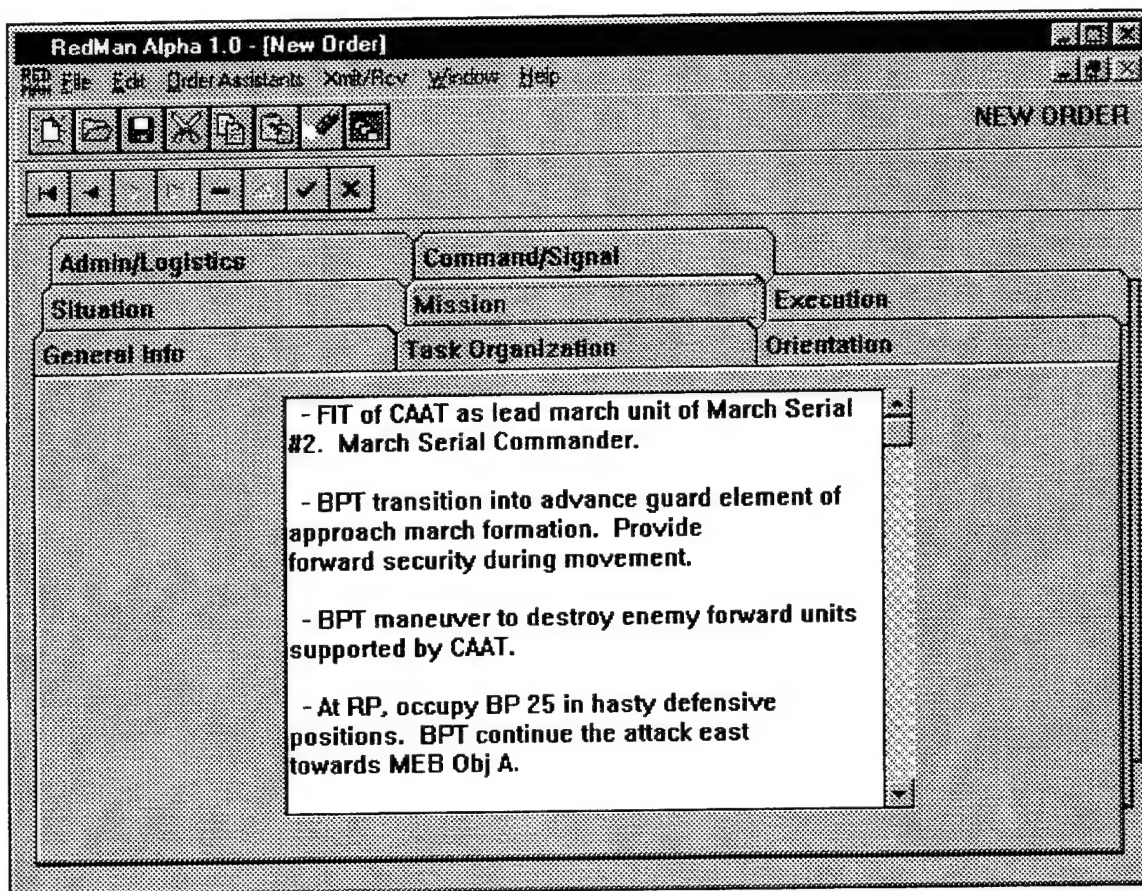 RedMan Alpha 1.0 - [New Order]
RED MAN File Edit Order Assistants Xmit/Rcv Window Help
NEW ORDER
Admin/Logistics Command/Signal
Situation Mission Execution
General Info Task Organization Orientation
- FIT of CAAT as lead march unit of March Serial
#2. March Serial Commander.
- BPT transition into advance guard element of
approach march formation. Provide
forward security during movement.
- BPT maneuver to destroy enemy forward units
supported by CAAT.
- At RP, occupy BP 25 in hasty defensive
positions. BPT continue the attack east
towards MEB Obj A.